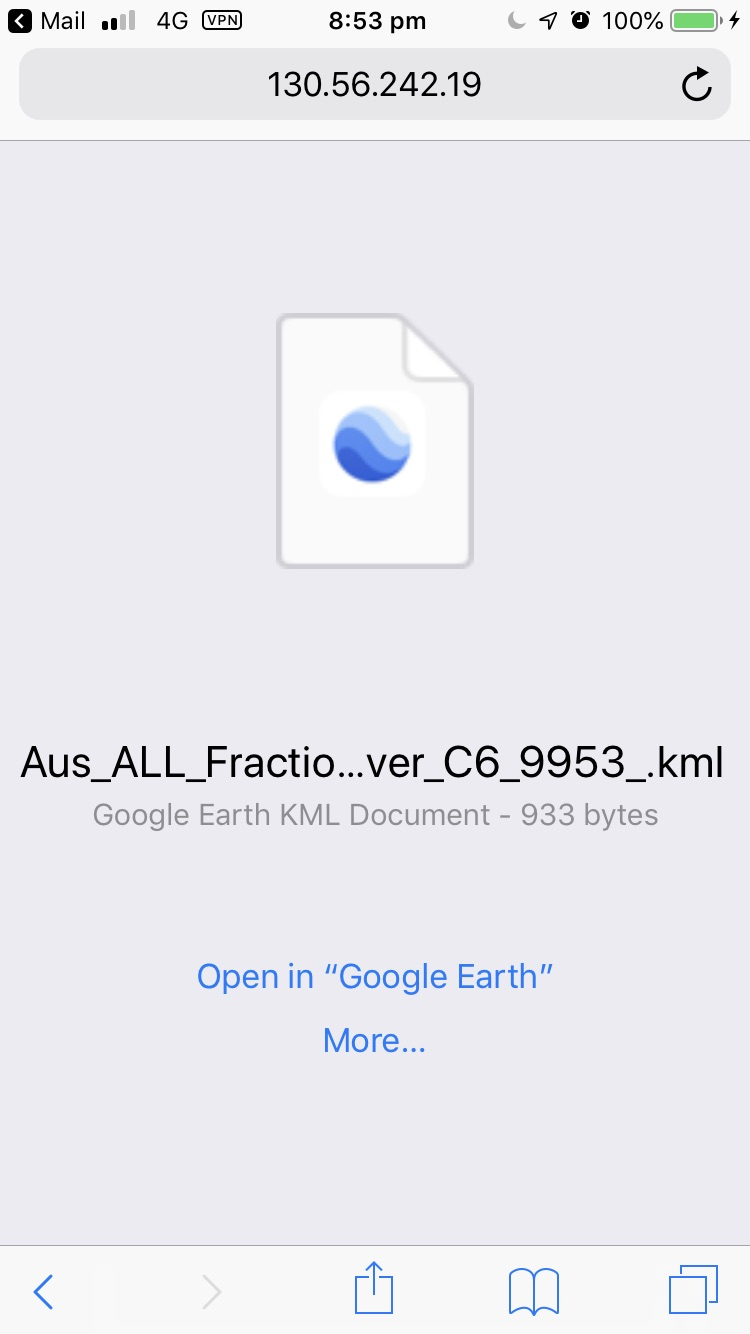 Mail 4G VPN 8:53 pm 100%
130.56.242.19
Aus_ALL_Fractio...ver_C6_9953_.kml
Google Earth KML Document - 933 bytes
Open in “Google Earth”
More...